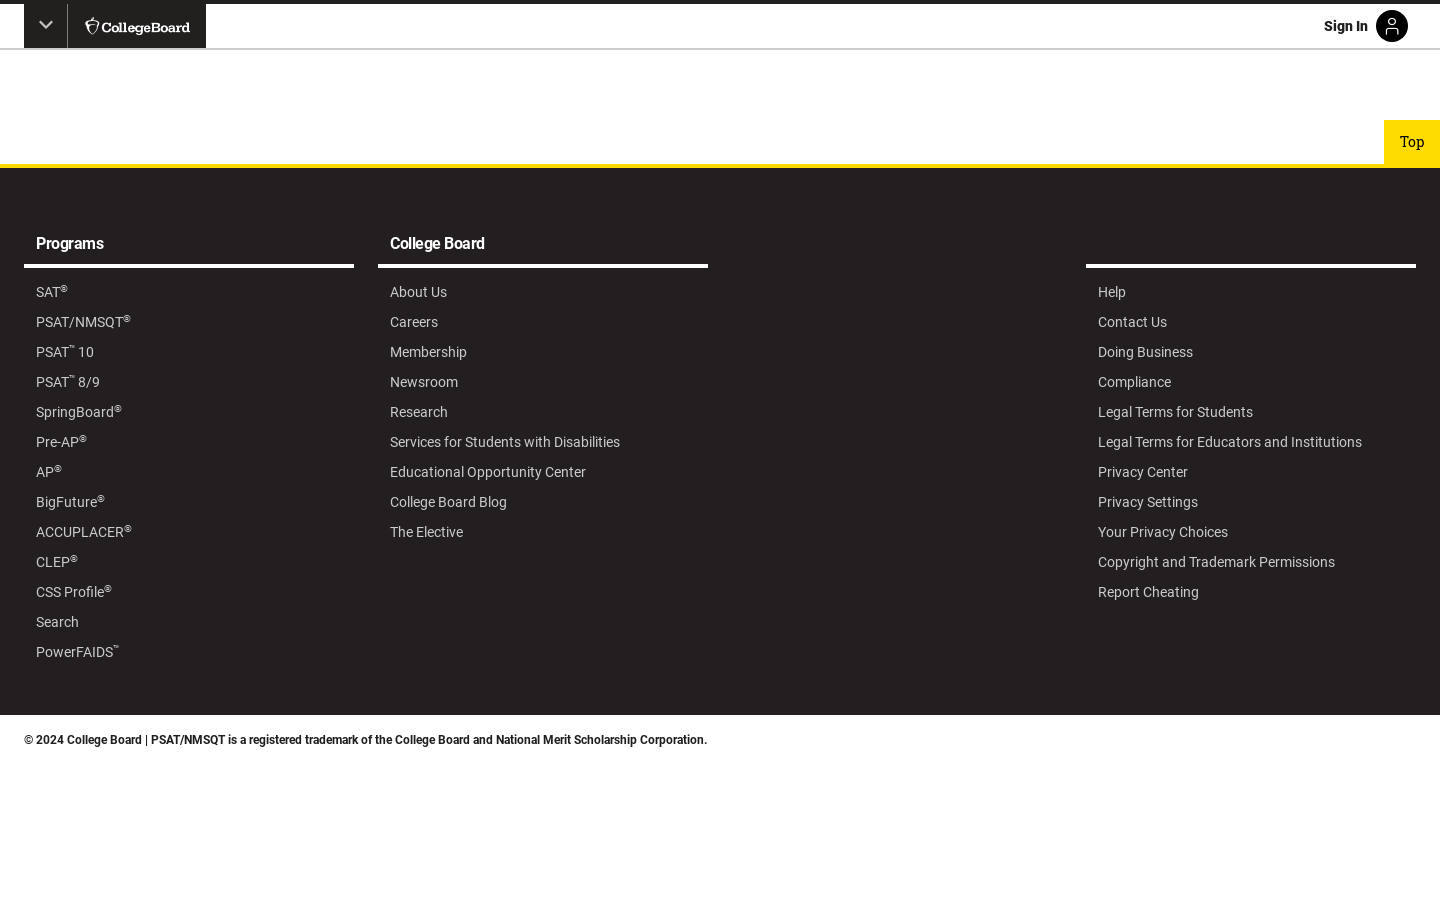 CollegeBoard
Sign In
Top
Programs
SAT®
PSAT/NMSQT®
PSAT™ 10
PSAT™ 8/9
SpringBoard®
Pre-AP®
AP®
BigFuture®
ACCUPLACER®
CLEP®
CSS Profile®
Search
PowerFAIDS™
College Board
About Us
Careers
Membership
Newsroom
Research
Services for Students with Disabilities
Educational Opportunity Center
College Board Blog
The Elective
Help
Contact Us
Doing Business
Compliance
Legal Terms for Students
Legal Terms for Educators and Institutions
Privacy Center
Privacy Settings
Your Privacy Choices
Copyright and Trademark Permissions
Report Cheating
© 2024 College Board | PSAT/NMSQT is a registered trademark of the College Board and National Merit Scholarship Corporation.